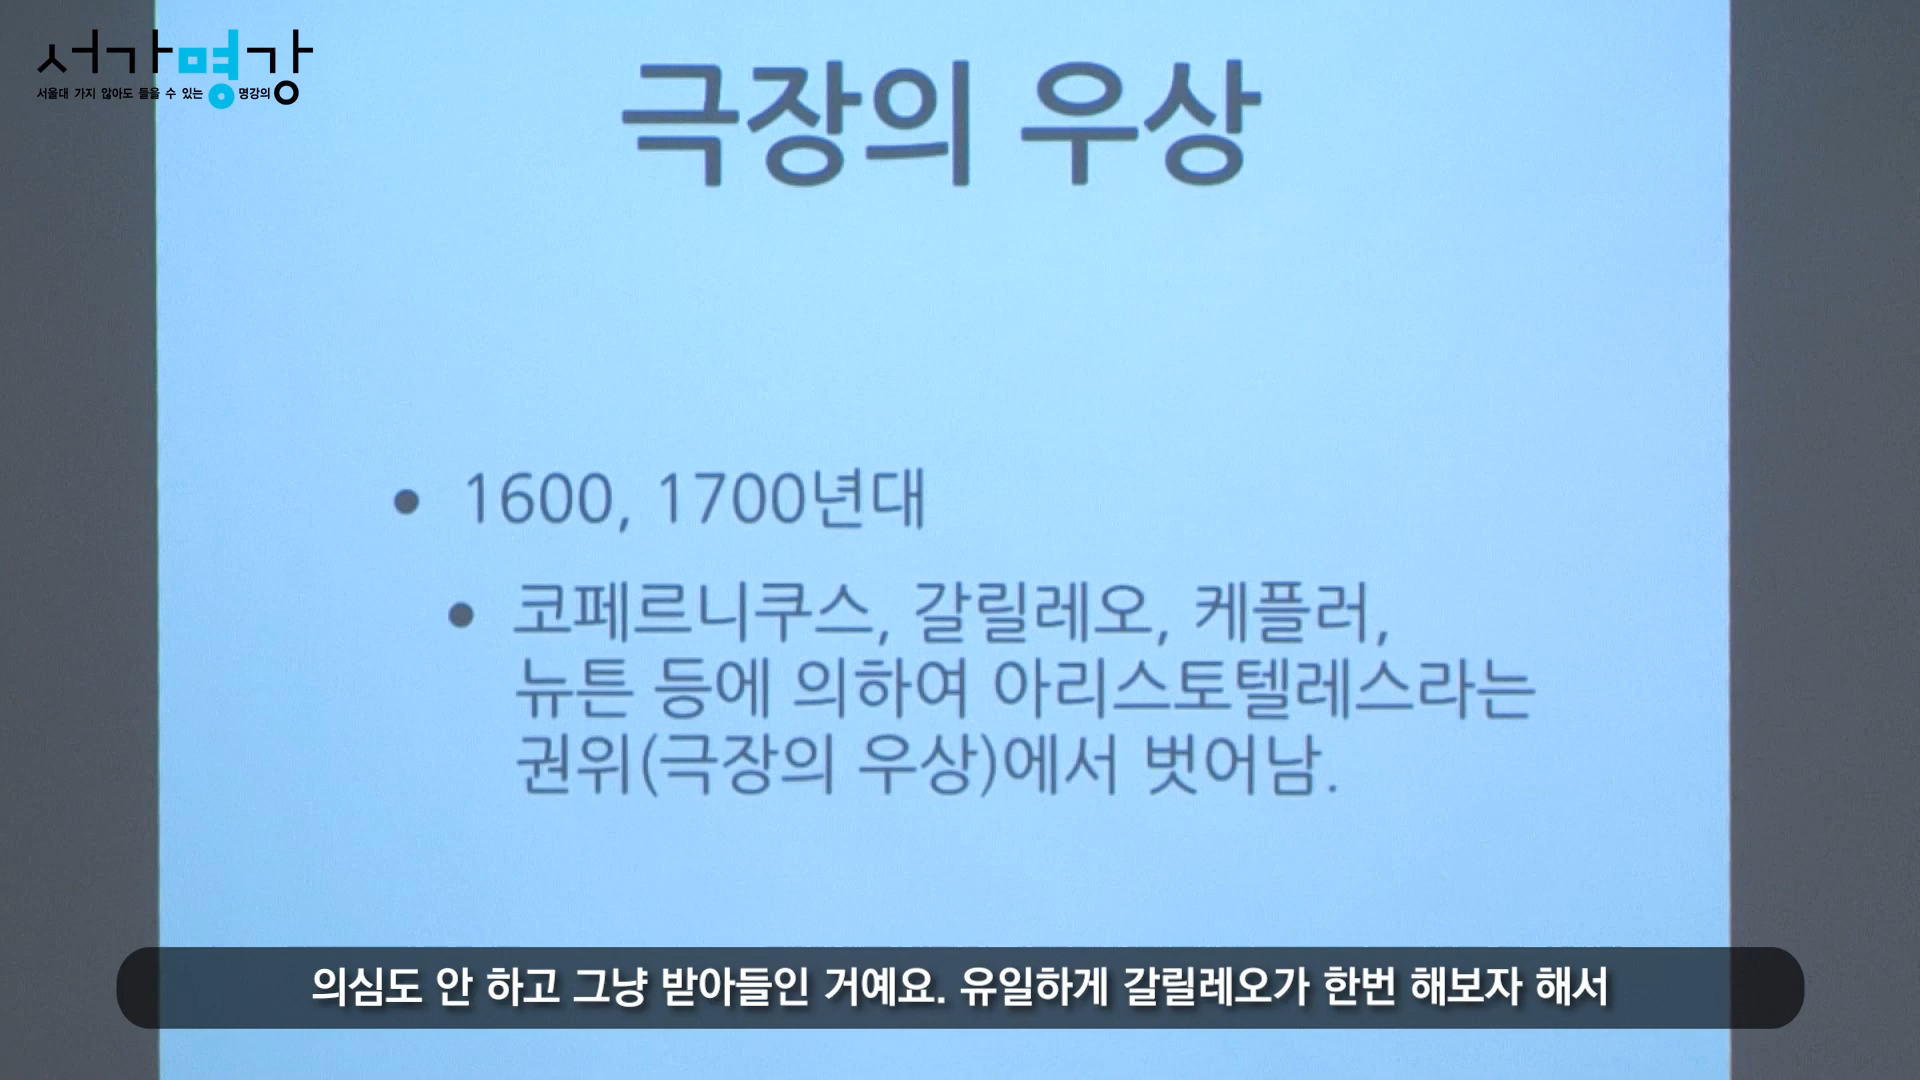 서가명강
서울대 가지 않아도 들을 수 있는 명강의
극장의 우상
• 1600, 1700년대
• 코페르니쿠스, 갈릴레오, 케플러,
뉴튼 등에 의하여 아리스토텔레스라는
권위(극장의 우상)에서 벗어남.
의심도 안 하고 그냥 받아들인 거예요. 유일하게 갈릴레오가 한번 해보자 해서